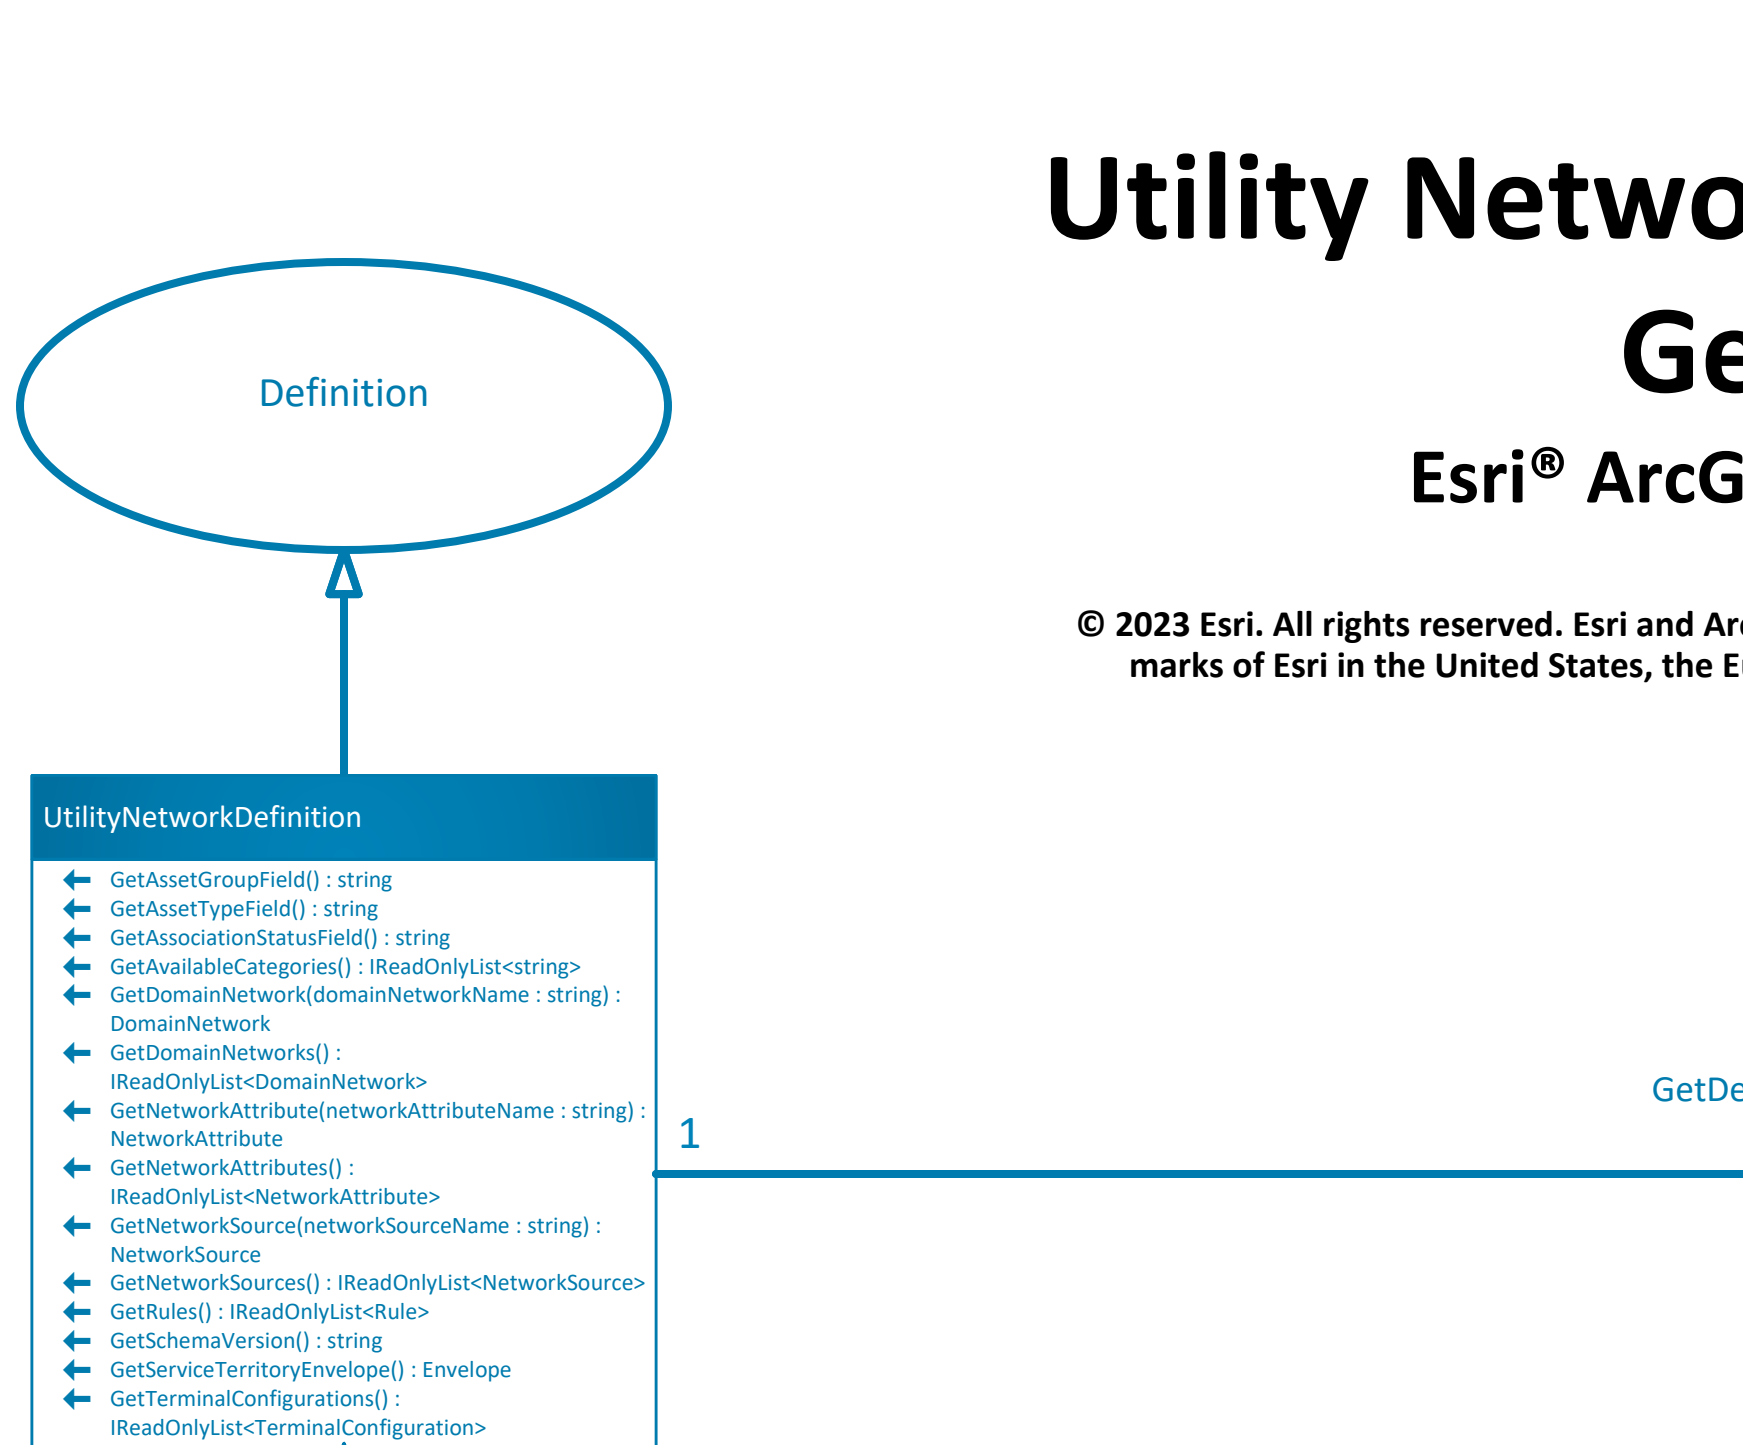 Utility Netwo
Ge
Esri® ArcG
© 2023 Esri. All rights reserved. Esri and Ar
marks of Esri in the United States, the E
Definition
UtilityNetworkDefinition
GetAssetGroupField() : string
GetAssetTypeField() : string
GetAssociationStatusField() : string
GetAvailableCategories() : IReadOnlyList<string>
GetDomainNetwork(domainNetworkName : string) :
DomainNetwork
GetDomainNetworks() :
IReadOnlyList<DomainNetwork>
GetNetworkAttribute(networkAttributeName : string) :
NetworkAttribute
GetNetworkAttributes() :
IReadOnlyList<NetworkAttribute>
GetNetworkSource(networkSourceName : string) :
NetworkSource
GetNetworkSources() : IReadOnlyList<NetworkSource>
GetRules() : IReadOnlyList<Rule>
GetSchemaVersion() : string
GetServiceTerritoryEnvelope() : Envelope
GetTerminalConfigurations() :
IReadOnlyList<TerminalConfiguration>
1
GetDe